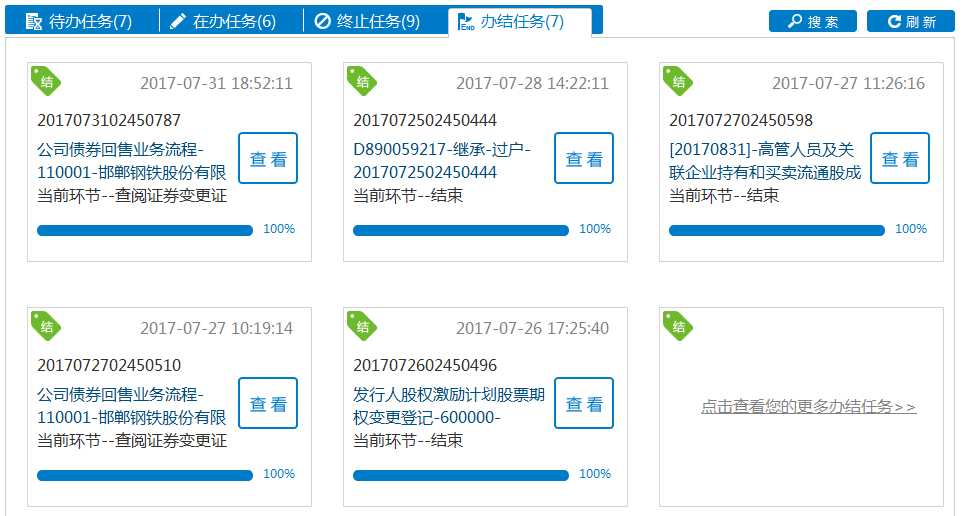 待办任务(7)
在办任务(6)
终止任务(9)
END
办结任务(7)
搜 索
刷 新
结
2017-07-31 18:52:11
2017073102450787
公司债券回售业务流程-
110001-邯郸钢铁股份有限
当前环节--查阅证券变更证
查 看
100%
结
2017-07-28 14:22:11
2017072502450444
D890059217-继承-过户-
2017072502450444
当前环节--结束
查 看
100%
结
2017-07-27 11:26:16
2017072702450598
[20170831]-高管人员及关
联企业持有和买卖流通股成
当前环节--结束
查 看
100%
结
2017-07-27 10:19:14
2017072702450510
公司债券回售业务流程-
110001-邯郸钢铁股份有限
当前环节--查阅证券变更证
查 看
100%
结
2017-07-26 17:25:40
2017072602450496
发行人股权激励计划股票期
权变更登记-600000-
当前环节--结束
查 看
100%
结
点击查看您的更多办结任务>>